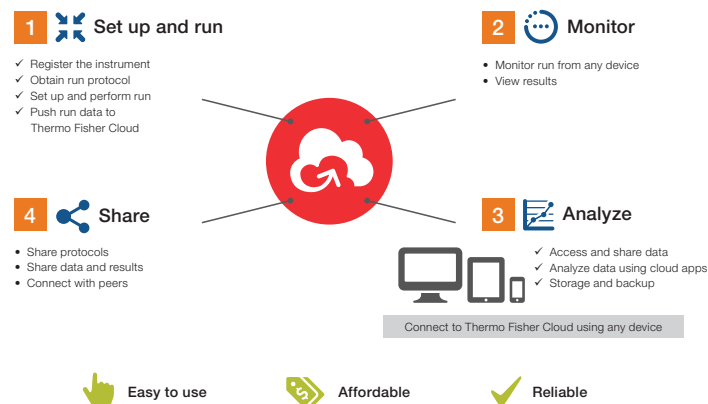 1 Set up and run
✓ Register the instrument
✓ Obtain run protocol
✓ Set up and perform run
✓ Push run data to
Thermo Fisher Cloud
2 Monitor
• Monitor run from any device
• View results
4 Share
• Share protocols
• Share data and results
• Connect with peers
3 Analyze
✓ Access and share data
✓ Analyze data using cloud apps
✓ Storage and backup
Connect to Thermo Fisher Cloud using any device
Easy to use
$ Affordable
Reliable